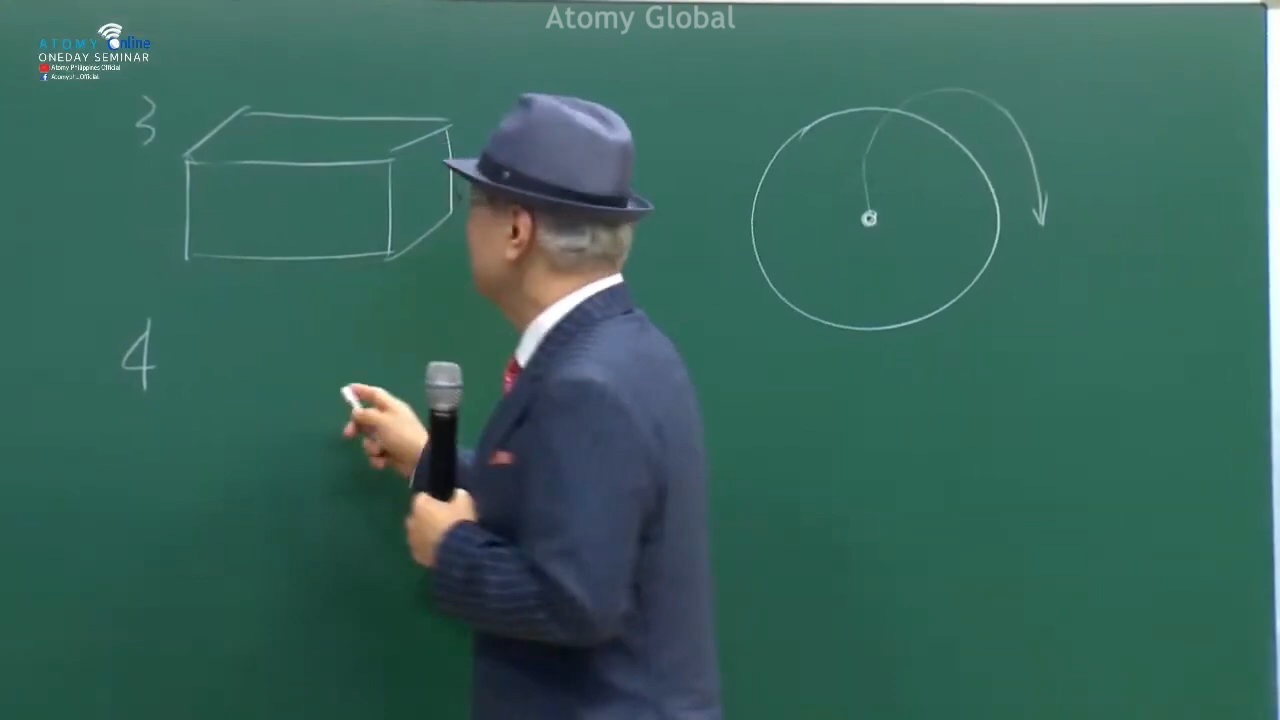 Atomy Global
ATOMY Online
ONEDAY SEMINAR
Atomy Philippines Official
3
4